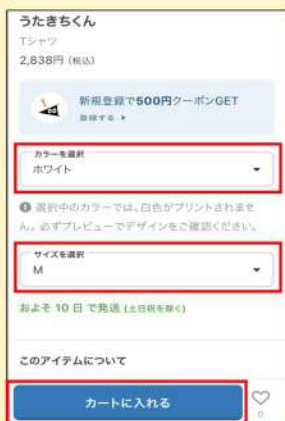 うたきちくん
Tシャツ
2,838円 (税込)
新規登録で500円クーポンGET
登録する ▸
カラーを選択
ホワイト
選択中のカラーでは、白色がプリントされませ
ん。必ずプレビューでデザインをご確認ください。
サイズを選択
M
およそ 10 日 で発送 (土日祝を除く)
このアイテムについて
カートに入れる
0